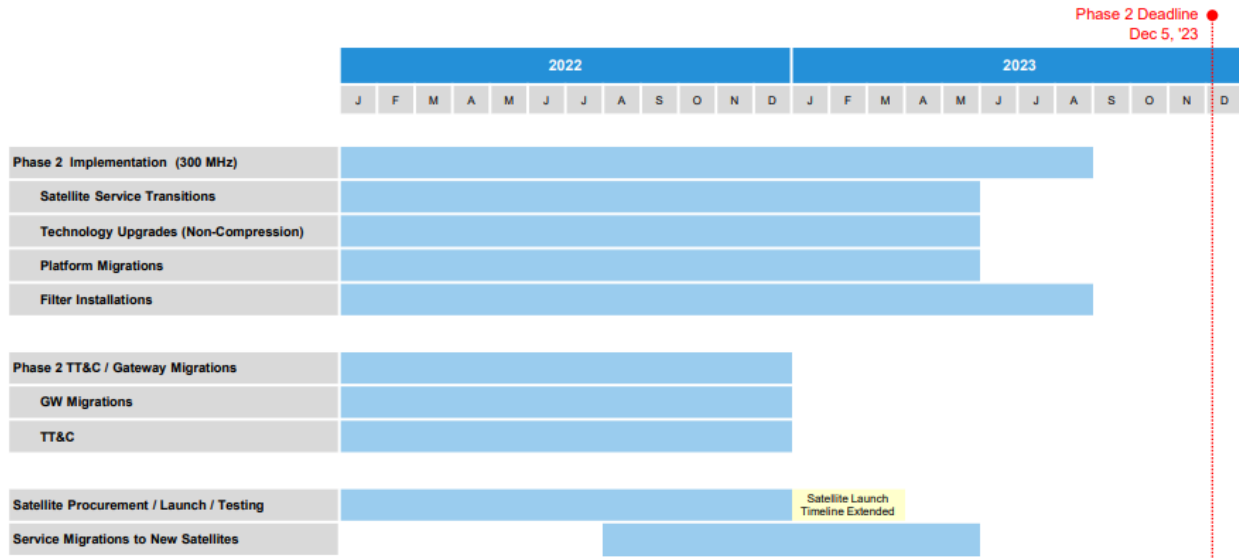 Phase 2 Deadline
Dec 5, '23
2022 2023
J F M A M J J A S O N D J F M A M J J A S O N D
Phase 2 Implementation (300 MHz)
Satellite Service Transitions
Technology Upgrades (Non-Compression)
Platform Migrations
Filter Installations
Phase 2 TT&C / Gateway Migrations
GW Migrations
TT&C
Satellite Procurement / Launch / Testing
Satellite Launch
Timeline Extended
Service Migrations to New Satellites